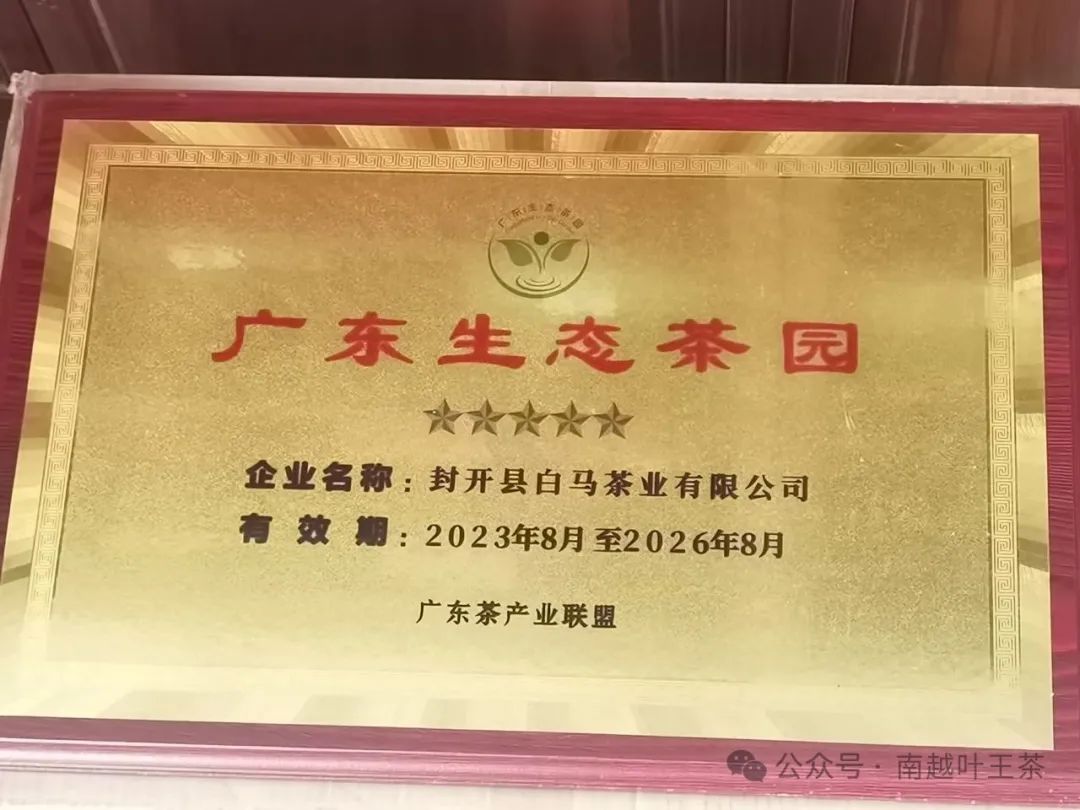 广东生态茶园
广东生态茶园
企业名称：封开县白马茶业有限公司
有效期：2023年8月至2026年8月
广东茶产业联盟
公众号·南越叶王茶